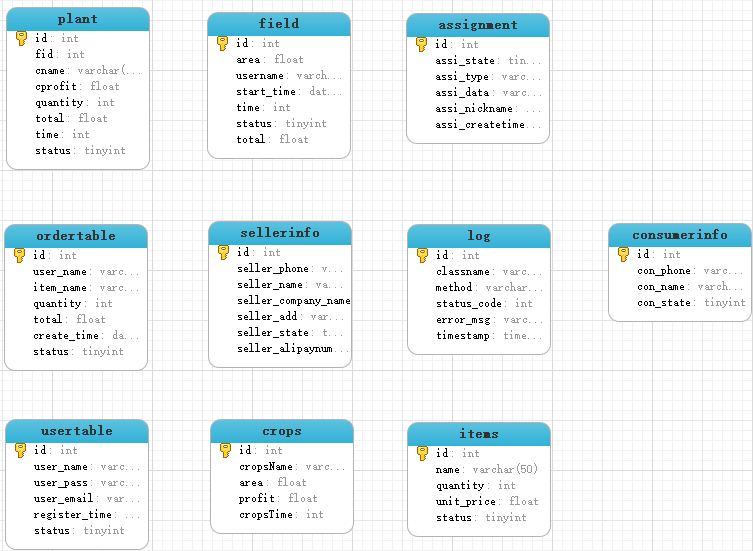 plant
id: int
fid: int
cname: varchar(...
cprofit: float
quantity: int
total: float
time: int
status: tinyint
field
id: int
area: float
username: varch...
start_time: dat...
time: int
status: tinyint
total: float
assignment
id: int
assi_state: tin...
assi_type: varc...
assi_data: varc...
assi_nickname: ...
assi_createtime...
ordertable
id: int
user_name: varc...
item_name: varc...
quantity: int
total: float
create_time: da...
status: tinyint
sellerinfo
id: int
seller_phone: v...
seller_name: va...
seller_company_name
seller_add: var...
seller_state: t...
seller_alipaynum...
log
id: int
classname: varc...
method: varchar...
status_code: int
error_msg: varc...
timestamp: time...
consumerinfo
id: int
con_phone: varc...
con_name: varch...
con_state: tinyint
usertable
id: int
user_name: varc...
user_pass: varc...
user_email: var...
register_time: ...
status: tinyint
crops
id: int
cropsName: varc...
area: float
profit: float
cropsTime: int
items
id: int
name: varchar(50)
quantity: int
unit_price: float
status: tinyint